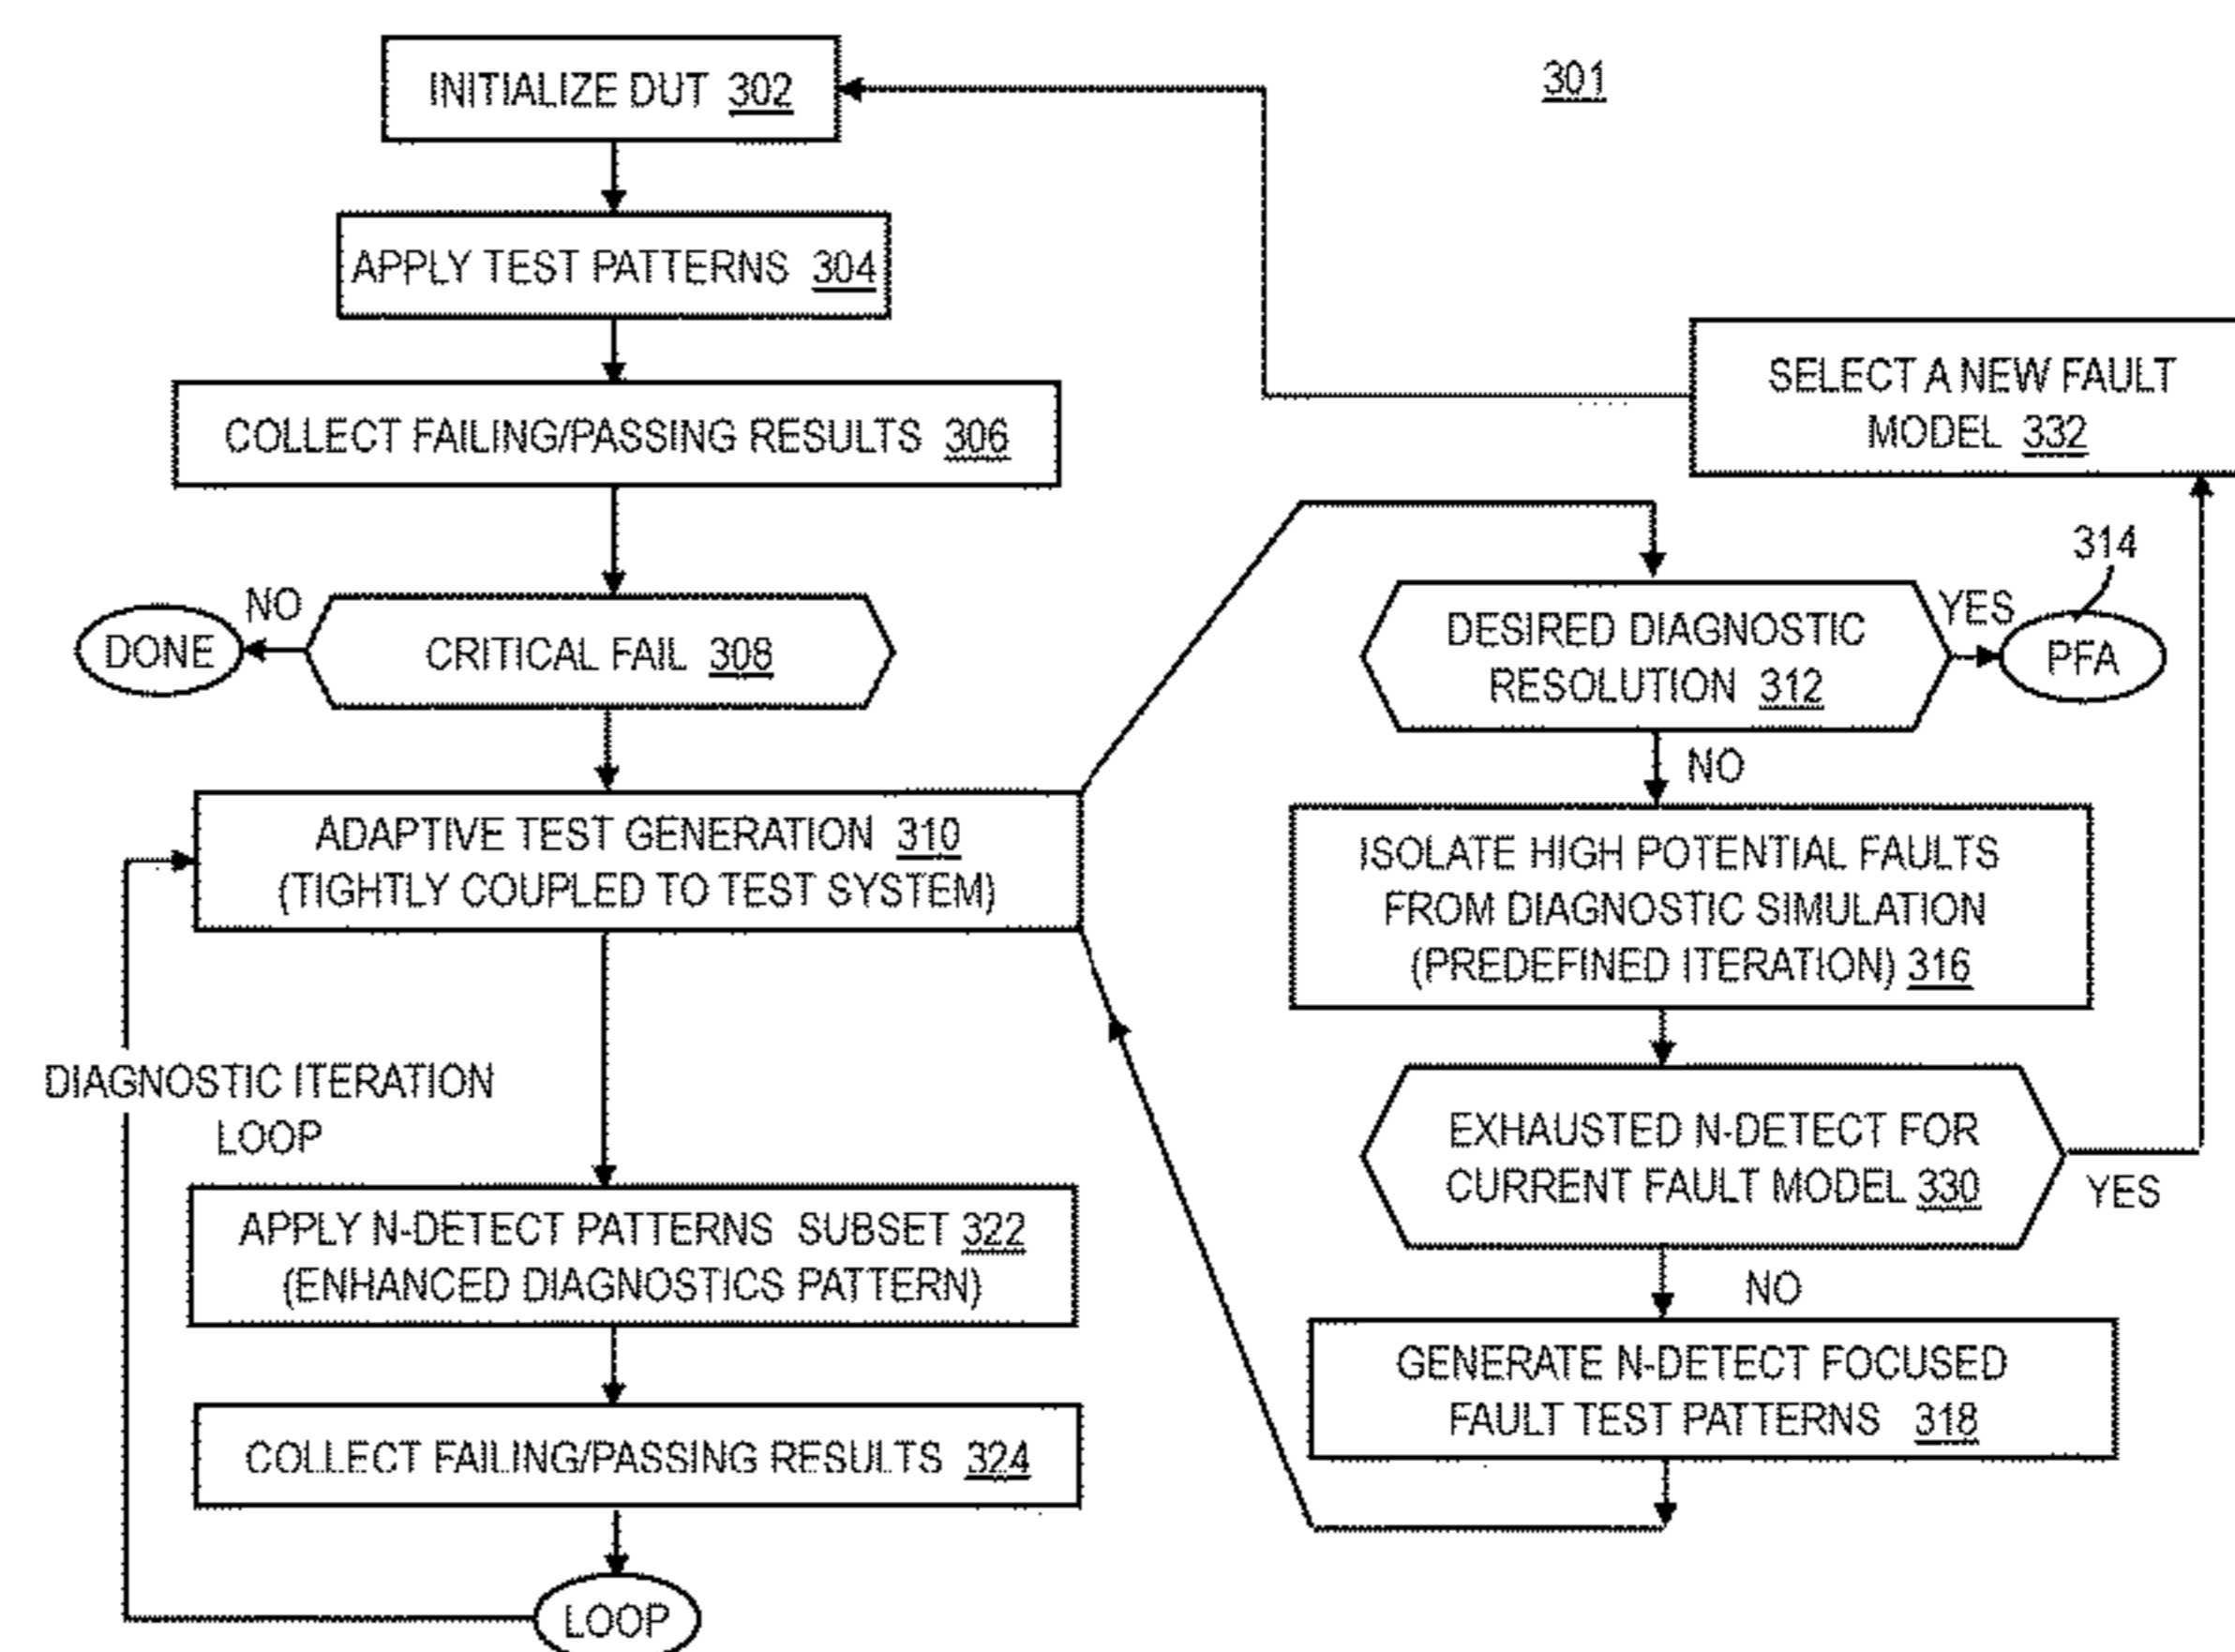 INITIALIZE DUT 302
301
APPLY TEST PATTERNS 304
COLLECT FAILING/PASSING RESULTS 306
SELECT A NEW FAULT
MODEL 332
NO
DONE
CRITICAL FAIL 308
314
DESIRED DIAGNOSTIC
RESOLUTION 312
YES
PFA
NO
ADAPTIVE TEST GENERATION 310
(TIGHTLY COUPLED TO TEST SYSTEM)
ISOLATE HIGH POTENTIAL FAULTS
FROM DIAGNOSTIC SIMULATION
(PREDEFINED ITERATION) 316
DIAGNOSTIC ITERATION
LOOP
EXHAUSTED N-DETECT FOR
CURRENT FAULT MODEL 330
YES
NO
APPLY N-DETECT PATTERNS SUBSET 322
(ENHANCED DIAGNOSTICS PATTERN)
GENERATE N-DETECT FOCUSED
FAULT TEST PATTERNS 318
COLLECT FAILING/PASSING RESULTS 324
LOOP